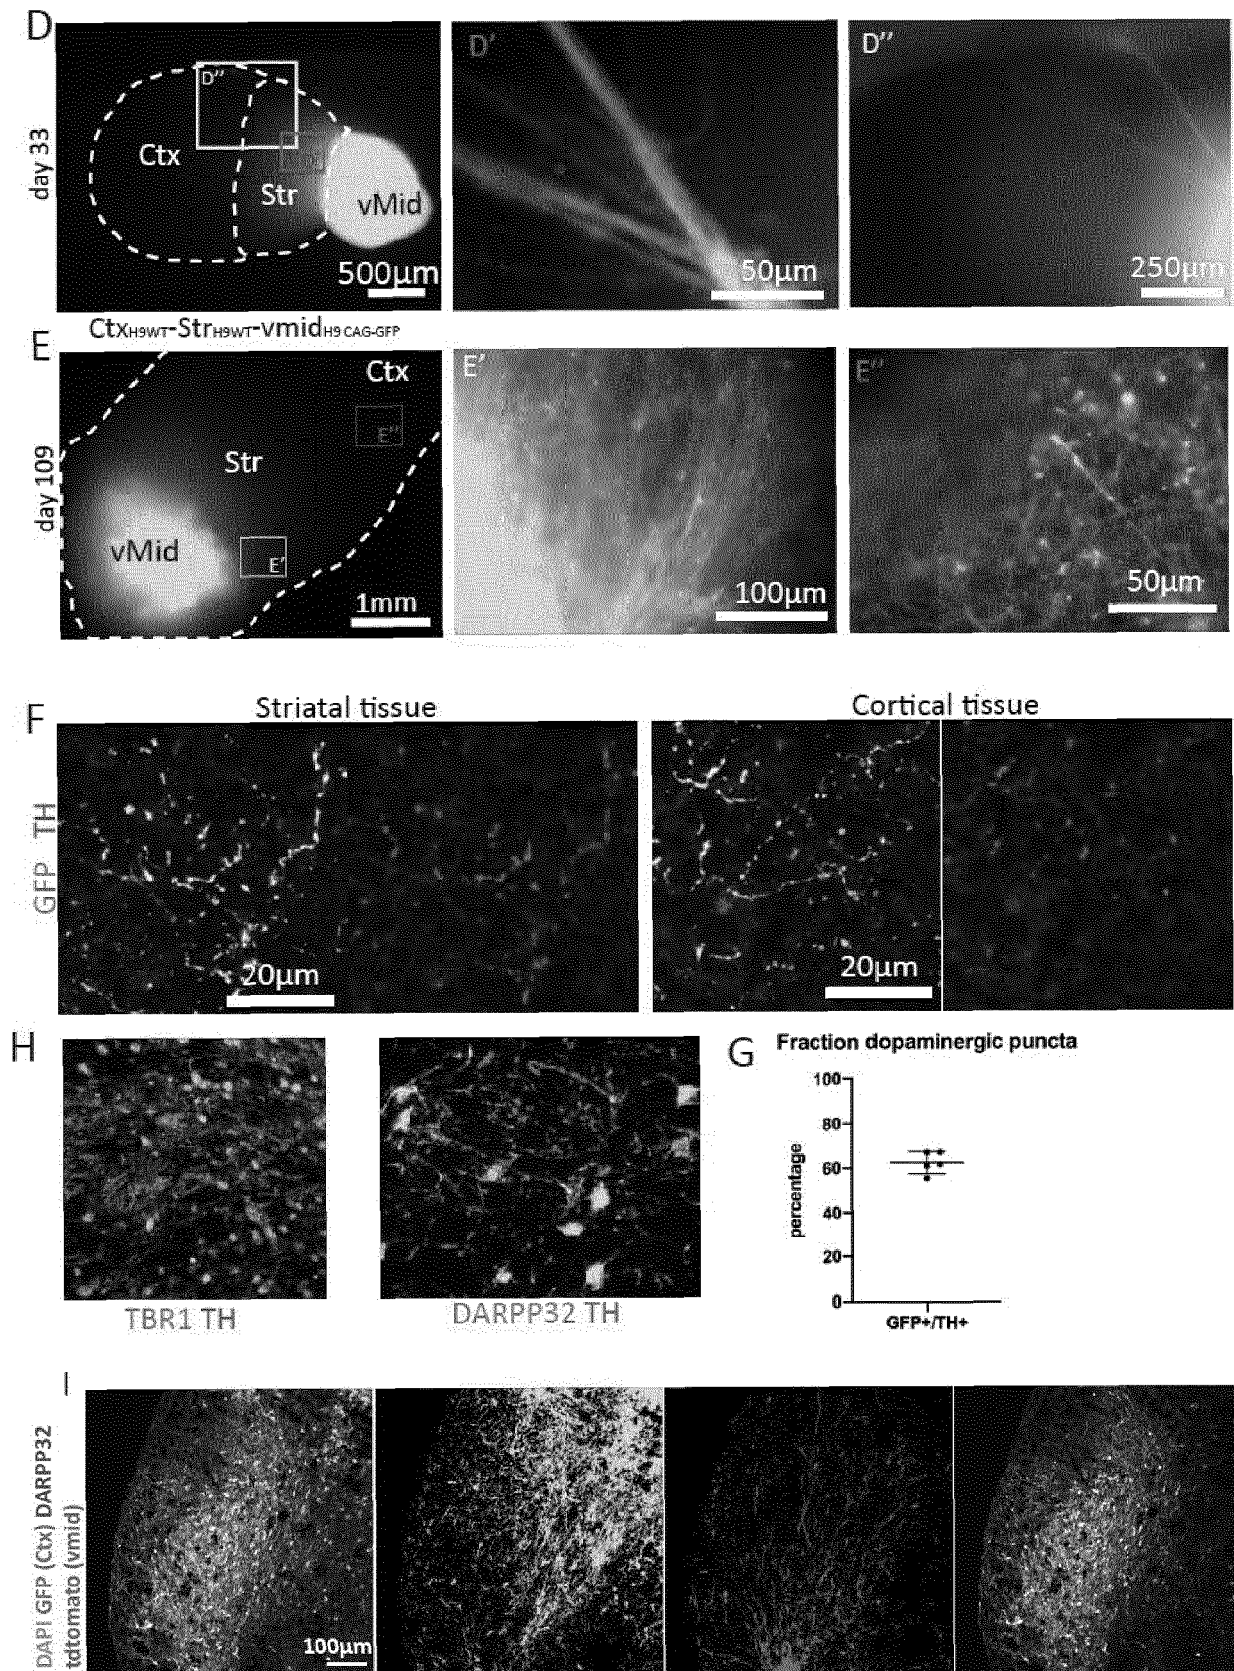 D
day 33
D''
Ctx
Str
vMid
500µm
D'
50µm
D''
250µm
CtxH9WT-StrH9WT-vmidH9 CAG-GFP
E
day 109
Ctx
E''
Str
vMid
E'
1mm
E'
100µm
E''
50µm
Striatal tissue
Cortical tissue
F
GFP TH
20µm
20µm
H
TBR1 TH
DARPP32 TH
G
Fraction dopaminergic puncta
percentage
100
80
60
40
20
0
GFP+/TH+
I
DAPI GFP (Ctx) DARPP32
tdtomato (vmid)
100µm